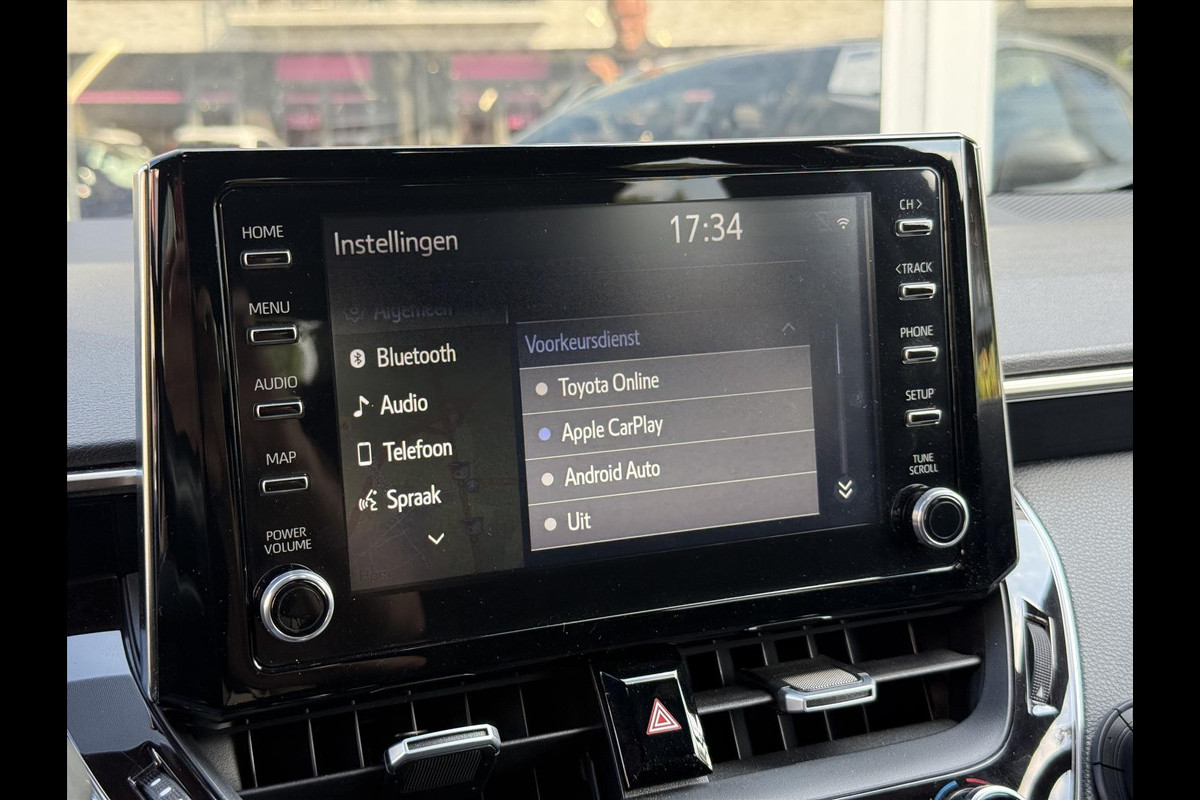 HOME
MENU
AUDIO
MAP
POWER
VOLUME
Instellingen
17:34
Algemeen
Bluetooth
Audio
Telefoon
Spraak
Voorkeursdienst
Toyota Online
Apple CarPlay
Android Auto
Uit
CH >
< TRACK
PHONE
SETUP
TUNE
SCROLL